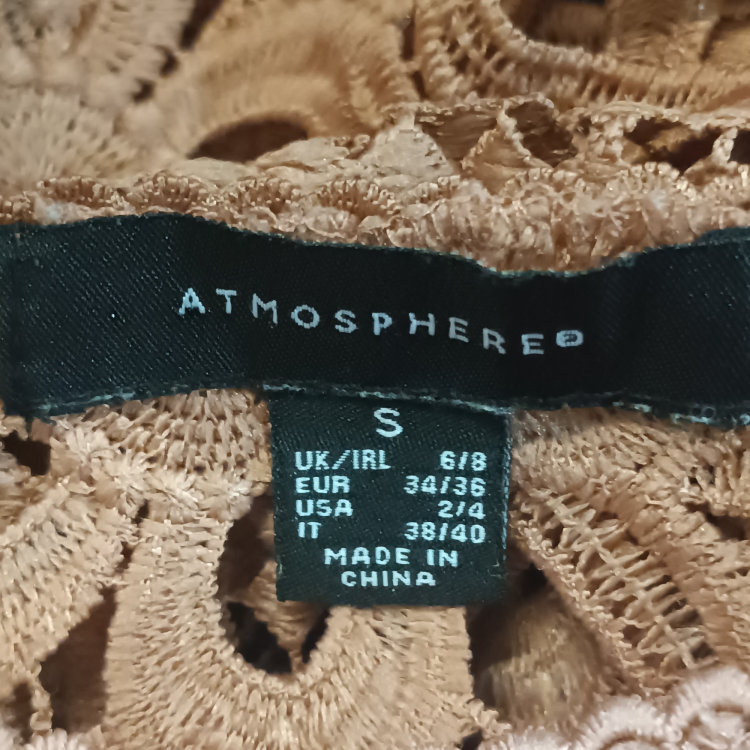 ATMOSPHERE®
S
UK/IRL 6/8
EUR 34/36
USA 2/4
IT 38/40
MADE IN
CHINA